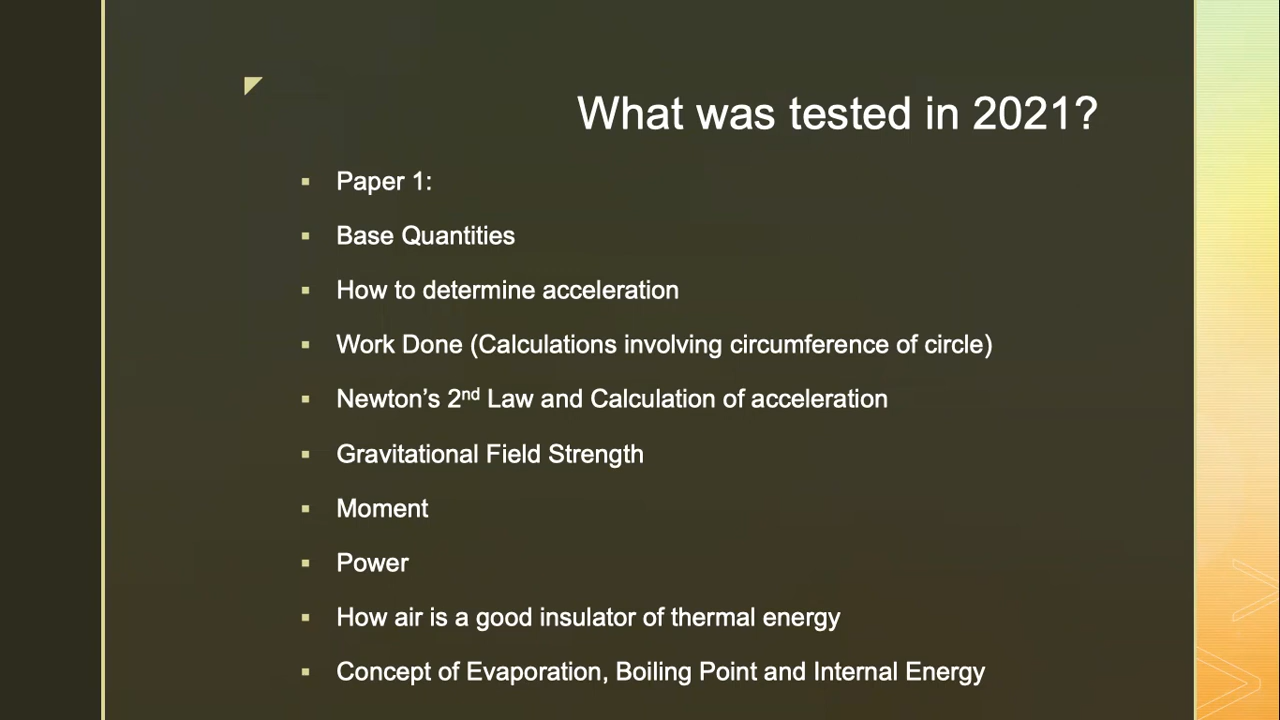 What was tested in 2021?
Paper 1:
Base Quantities
How to determine acceleration
Work Done (Calculations involving circumference of circle)
Newton’s 2nd Law and Calculation of acceleration
Gravitational Field Strength
Moment
Power
How air is a good insulator of thermal energy
Concept of Evaporation, Boiling Point and Internal Energy